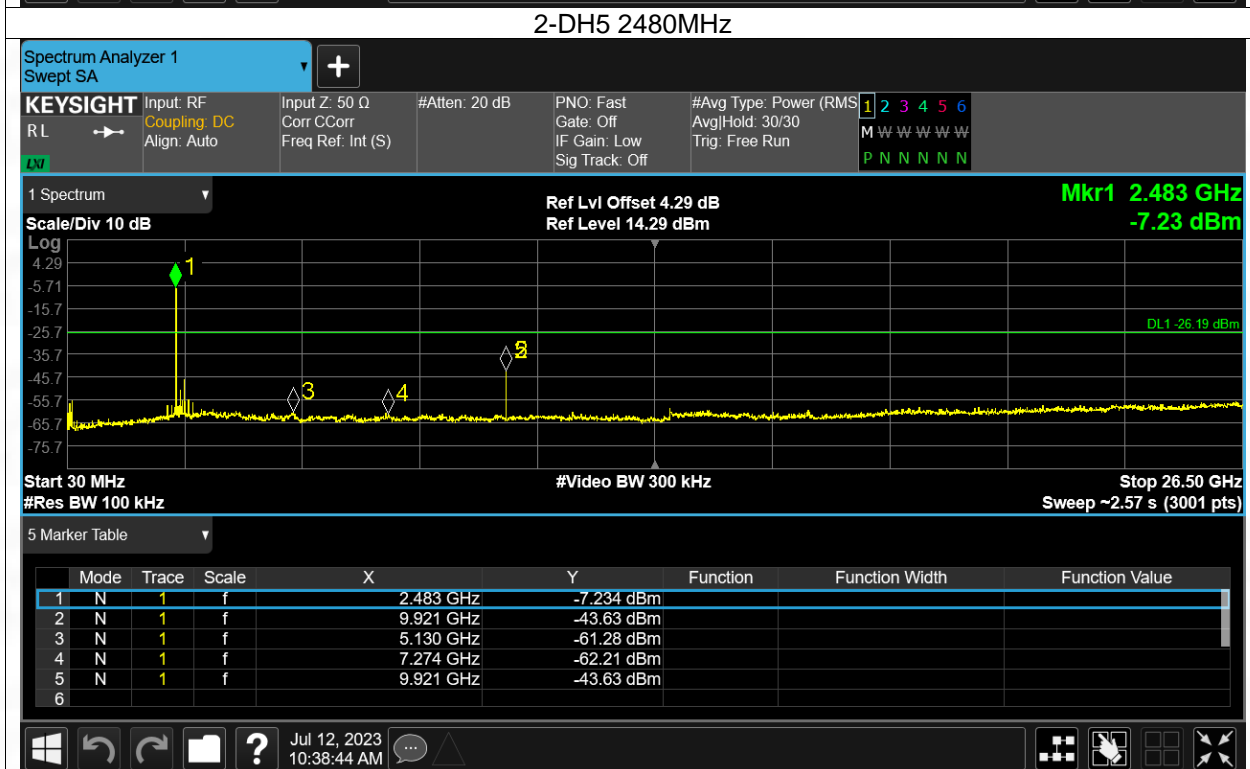 2-DH5 2480MHz
Spectrum Analyzer 1
Swept SA
+
KEYSIGHT
RL
LXI
Input: RF
Coupling: DC
Align: Auto
Input Z: 50 Ω
Corr CCorr
Freq Ref: Int (S)
#Atten: 20 dB
PNO: Fast
Gate: Off
IF Gain: Low
Sig Track: Off
#Avg Type: Power (RMS
Avg|Hold: 30/30
Trig: Free Run
1 2 3 4 5 6
M W W W W W
P N N N N N
1 Spectrum
Scale/Div 10 dB
Ref Lvl Offset 4.29 dB
Ref Level 14.29 dBm
Mkr1 2.483 GHz
-7.23 dBm
Log
4.29
-5.71
-15.7
-25.7
-35.7
-45.7
-55.7
-65.7
-75.7
1
3
4
DL1 -26.19 dBm
Start 30 MHz
#Res BW 100 kHz
#Video BW 300 kHz
Stop 26.50 GHz
Sweep ~2.57 s (3001 pts)
5 Marker Table
Mode Trace Scale X Y Function Function Width Function Value
1 N 1 f 2.483 GHz -7.234 dBm
2 N 1 f 9.921 GHz -43.63 dBm
3 N 1 f 5.130 GHz -61.28 dBm
4 N 1 f 7.274 GHz -62.21 dBm
5 N 1 f 9.921 GHz -43.63 dBm
6
?
Jul 12, 2023
10:38:44 AM